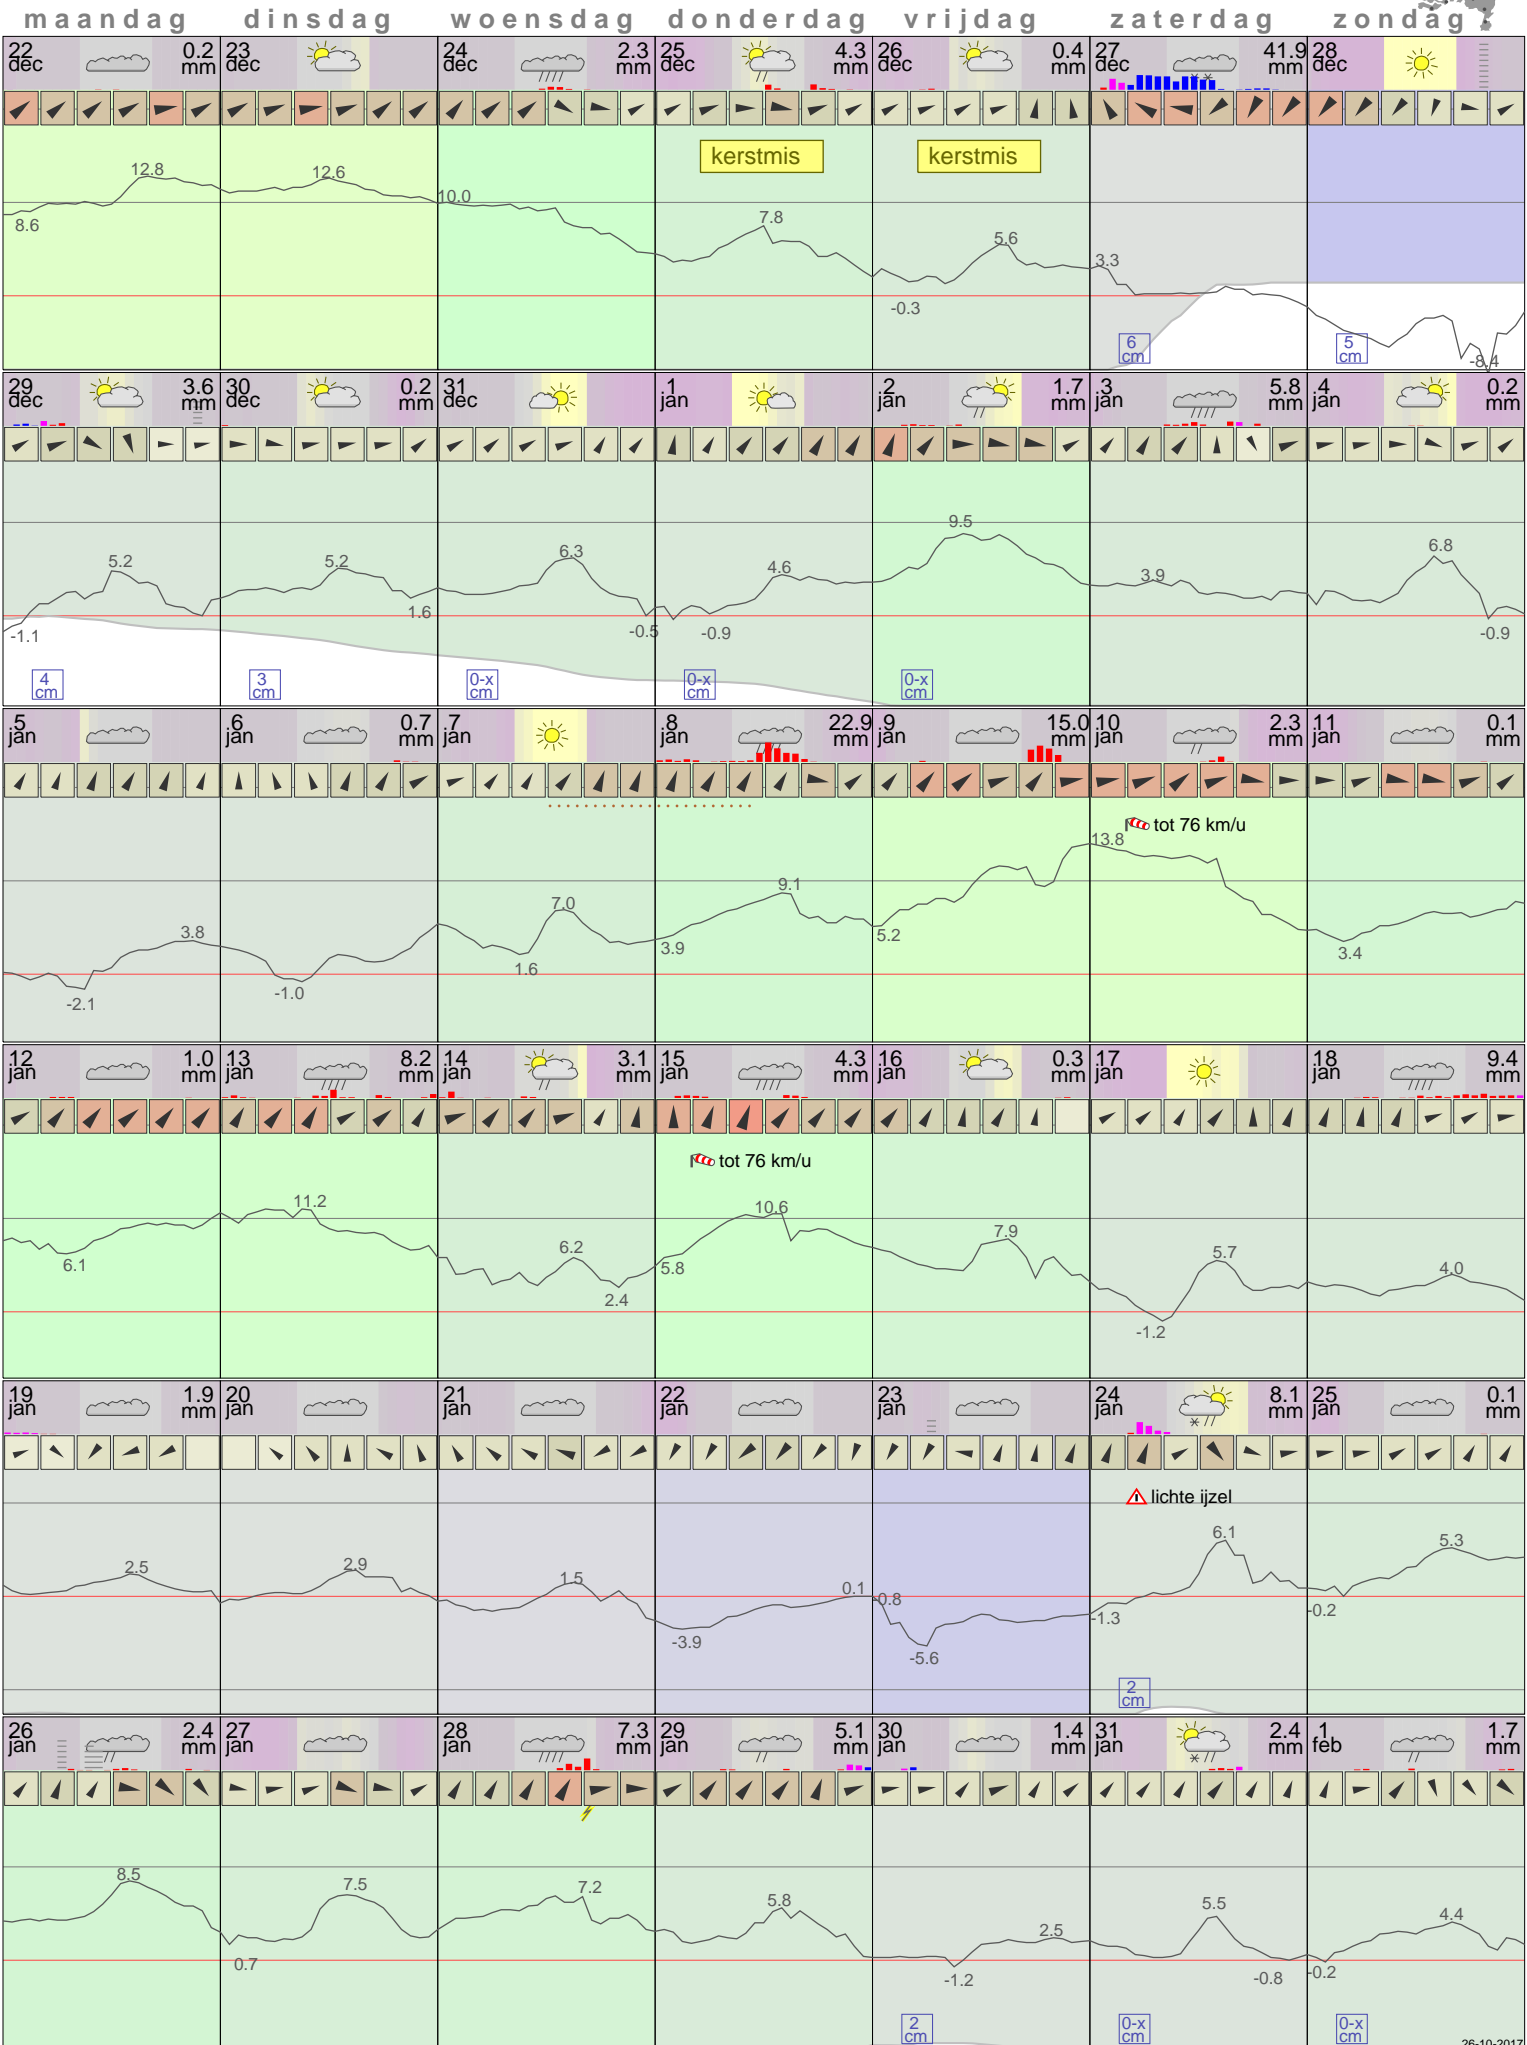 maandag dinsdag woensdag donderdag vrijdag zaterdag zondag
22 0.2 23 24 2.3 25 4.3 26 0.4 27 41.9 28
dec mm dec dec mm dec mm dec mm dec mm dec
kerstmis kerstmis
12.8 12.6
10.0
8.6 7.8
5.6
3.3
-0.3
6 5
cm cm
-8.4
29 3.6 30 0.2 31 1 2 1.7 3 5.8 4 0.2
dec mm dec mm dec jan jan mm jan mm jan mm
9.5
5.2 5.2 6.3 4.6 3.9 6.8
1.6
-1.1 -0.5 -0.9 -0.9
4 3 0-x 0-x 0-x
cm cm cm cm cm
5 6 0.7 7 8 22.9 9 15.0 10 2.3 11 0.1
jan jan mm jan jan mm jan mm jan mm jan mm
tot 76 km/u
13.8
9.1
7.0
3.8 3.9 5.2 3.4
1.6
-2.1 -1.0
12 1.0 13 8.2 14 3.1 15 4.3 16 0.3 17 18 9.4
jan mm jan mm jan mm jan mm jan mm jan jan mm
tot 76 km/u
11.2 10.6
6.1 6.2 5.8 7.9 5.7 4.0
2.4
-1.2
19 1.9 20 21 22 23 24 8.1 25 0.1
jan mm jan jan jan jan jan mm jan mm
lichte ijzel
6.1 5.3
2.5 2.9 1.5 0.1 -0.8
-1.3 -0.2
-3.9 -5.6
2
cm
26 2.4 27 28 7.3 29 5.1 30 1.4 31 2.4 1 1.7
jan mm jan jan mm jan mm jan mm jan mm feb mm
8.5 7.5 7.2 5.8 5.5 4.4
2.5
0.7 -1.2 -0.8 -0.2
2 0-x 0-x
cm cm cm
26-10-2017